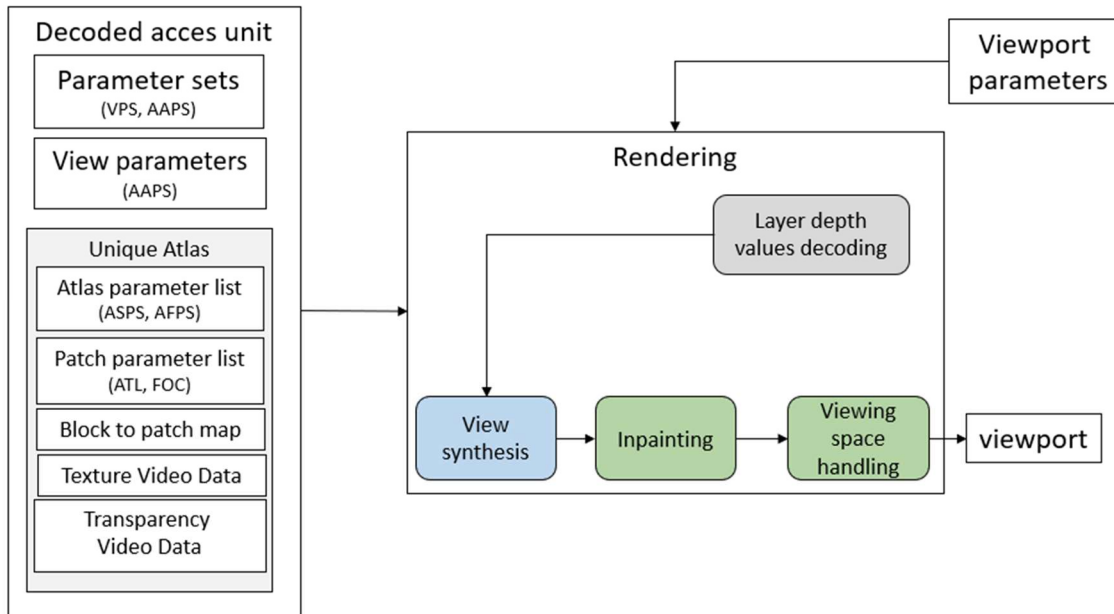 Decoded acces unit
Parameter sets
(VPS, AAPS)
View parameters
(AAPS)
Unique Atlas
Atlas parameter list
(ASPS, AFPS)
Patch parameter list
(ATL, FOC)
Block to patch map
Texture Video Data
Transparency
Video Data
Viewport
parameters
Rendering
Layer depth
values decoding
View
synthesis
Inpainting
Viewing
space
handling
viewport